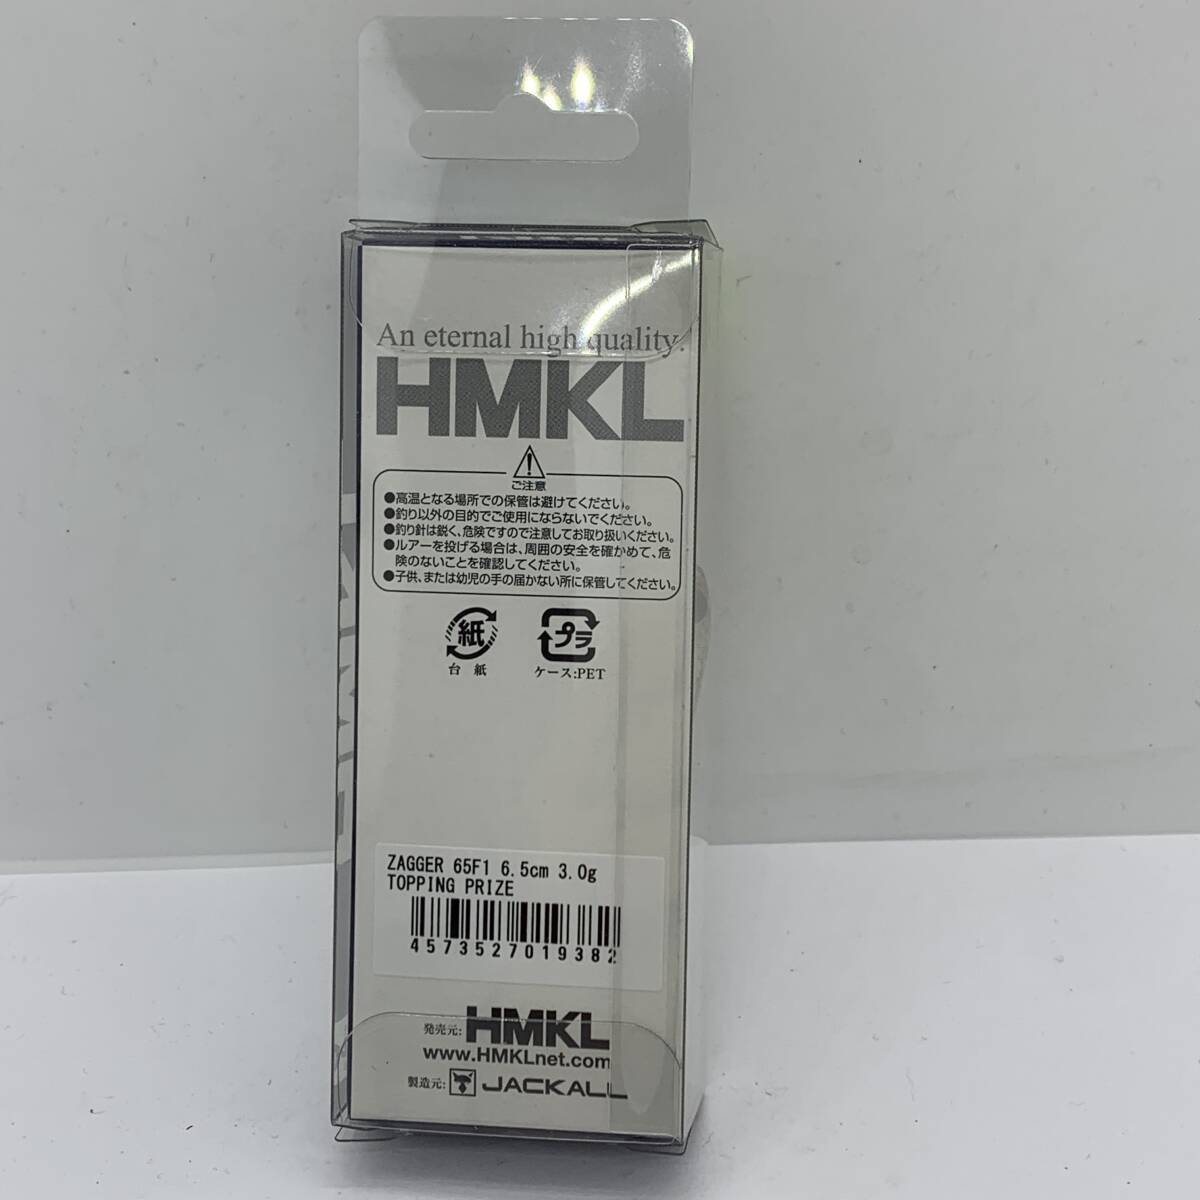 An eternal high quality.
HMKL
ご注意
●高温となる場所での保管は避けてください。
●釣り以外の目的でご使用にならないでください。
●釣り針は鋭く、危険ですので注意してお取り扱いください。
●ルアーを投げる場合は、周囲の安全を確かめて、危
険のないことを確認してください。
●子供、または幼児の手の届かない所に保管してください。
紙
台紙
プラ
ケース:PET
ZAGGER 65F1 6.5cm 3.0g
TOPPING PRIZE
4573527019382
発売元: HMKL
www.HMKLnet.com
製造元: JACKALL